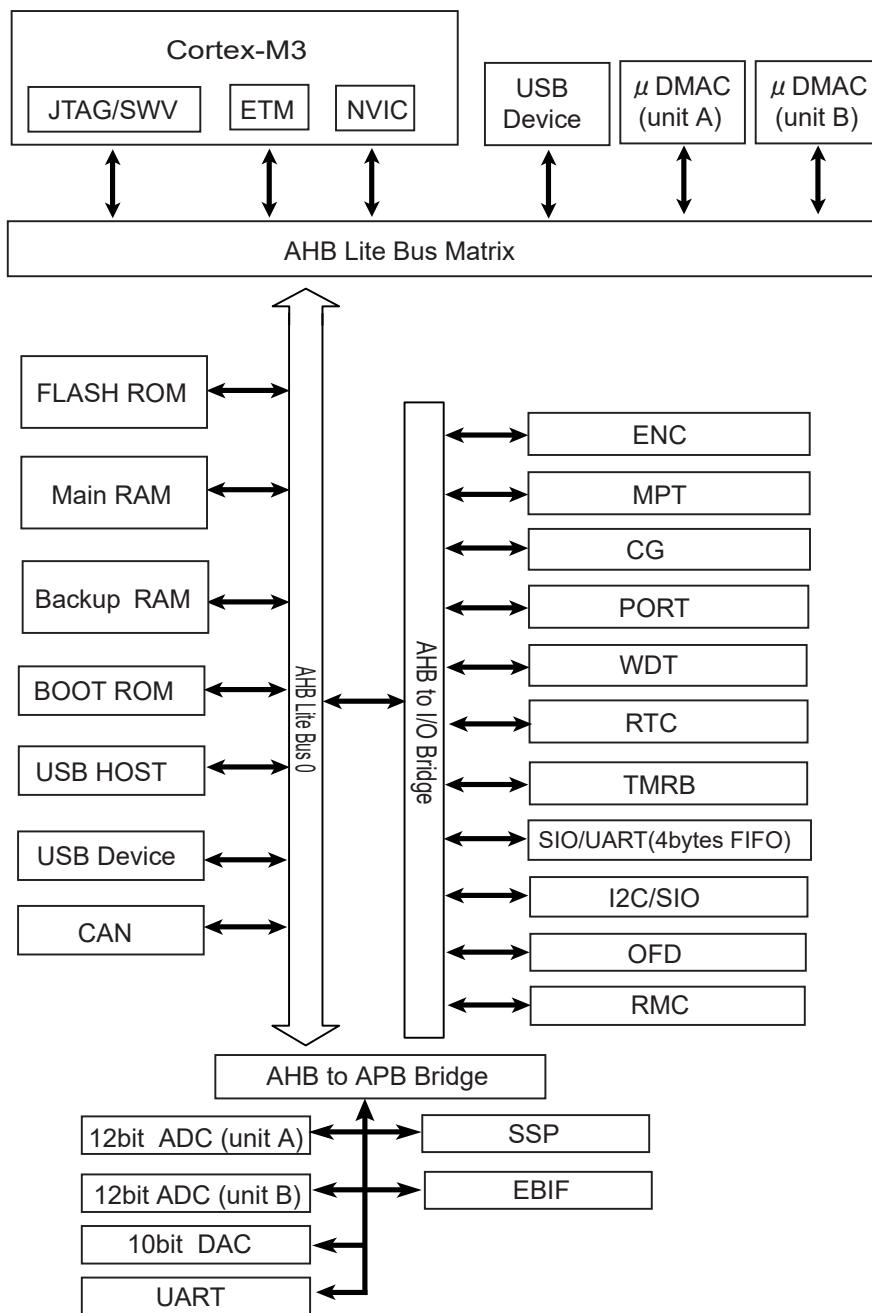 Cortex-M3
JTAG/SWV
ETM
NVIC
USB
Device
μ DMAC
(unit A)
μ DMAC
(unit B)
AHB Lite Bus Matrix
FLASH ROM
Main RAM
Backup RAM
BOOT ROM
USB HOST
USB Device
CAN
AHB Lite Bus 0
AHB to I/O Bridge
ENC
MPT
CG
PORT
WDT
RTC
TMRB
SIO/UART(4bytes FIFO)
I2C/SIO
OFD
RMC
AHB to APB Bridge
12bit ADC (unit A)
SSP
12bit ADC (unit B)
EBIF
10bit DAC
UART